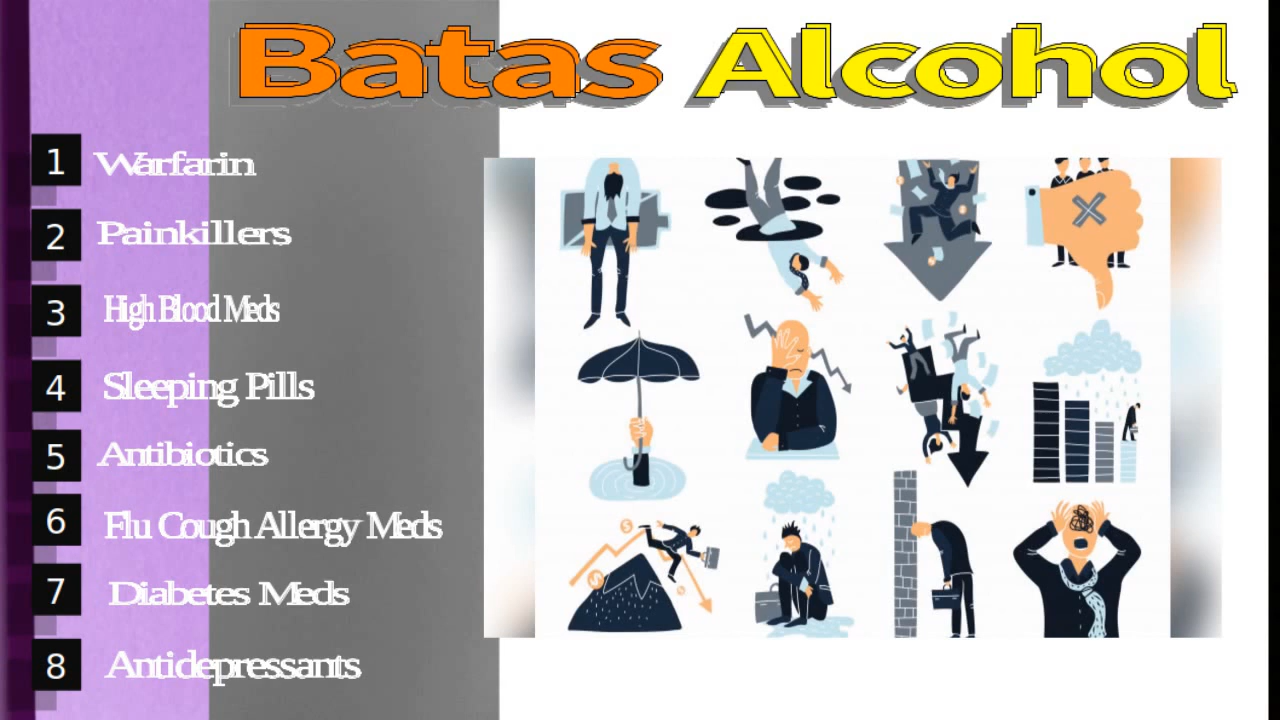 Batas Alcohol
1 Warfarin
2 Painkillers
3 High Blood Meds
4 Sleeping Pills
5 Antibiotics
6 Flu Cough Allergy Meds
7 Diabetes Meds
8 Antidepressants